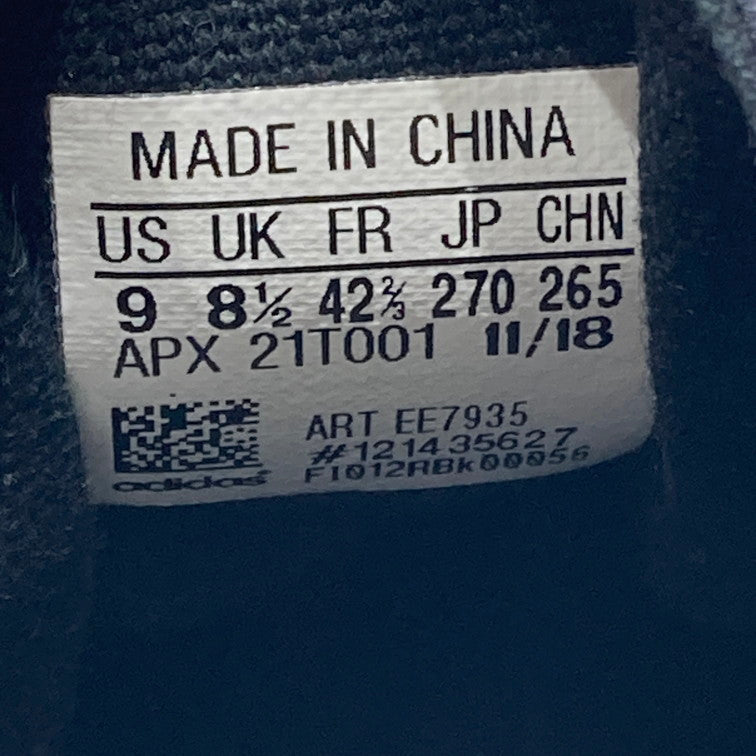 MADE IN CHINA
US UK FR JP CHN
9 8½ 42⅔ 270 265
APX 21T001 11/18
ART EE7935
#121435627
FI012RBk00056
adidas